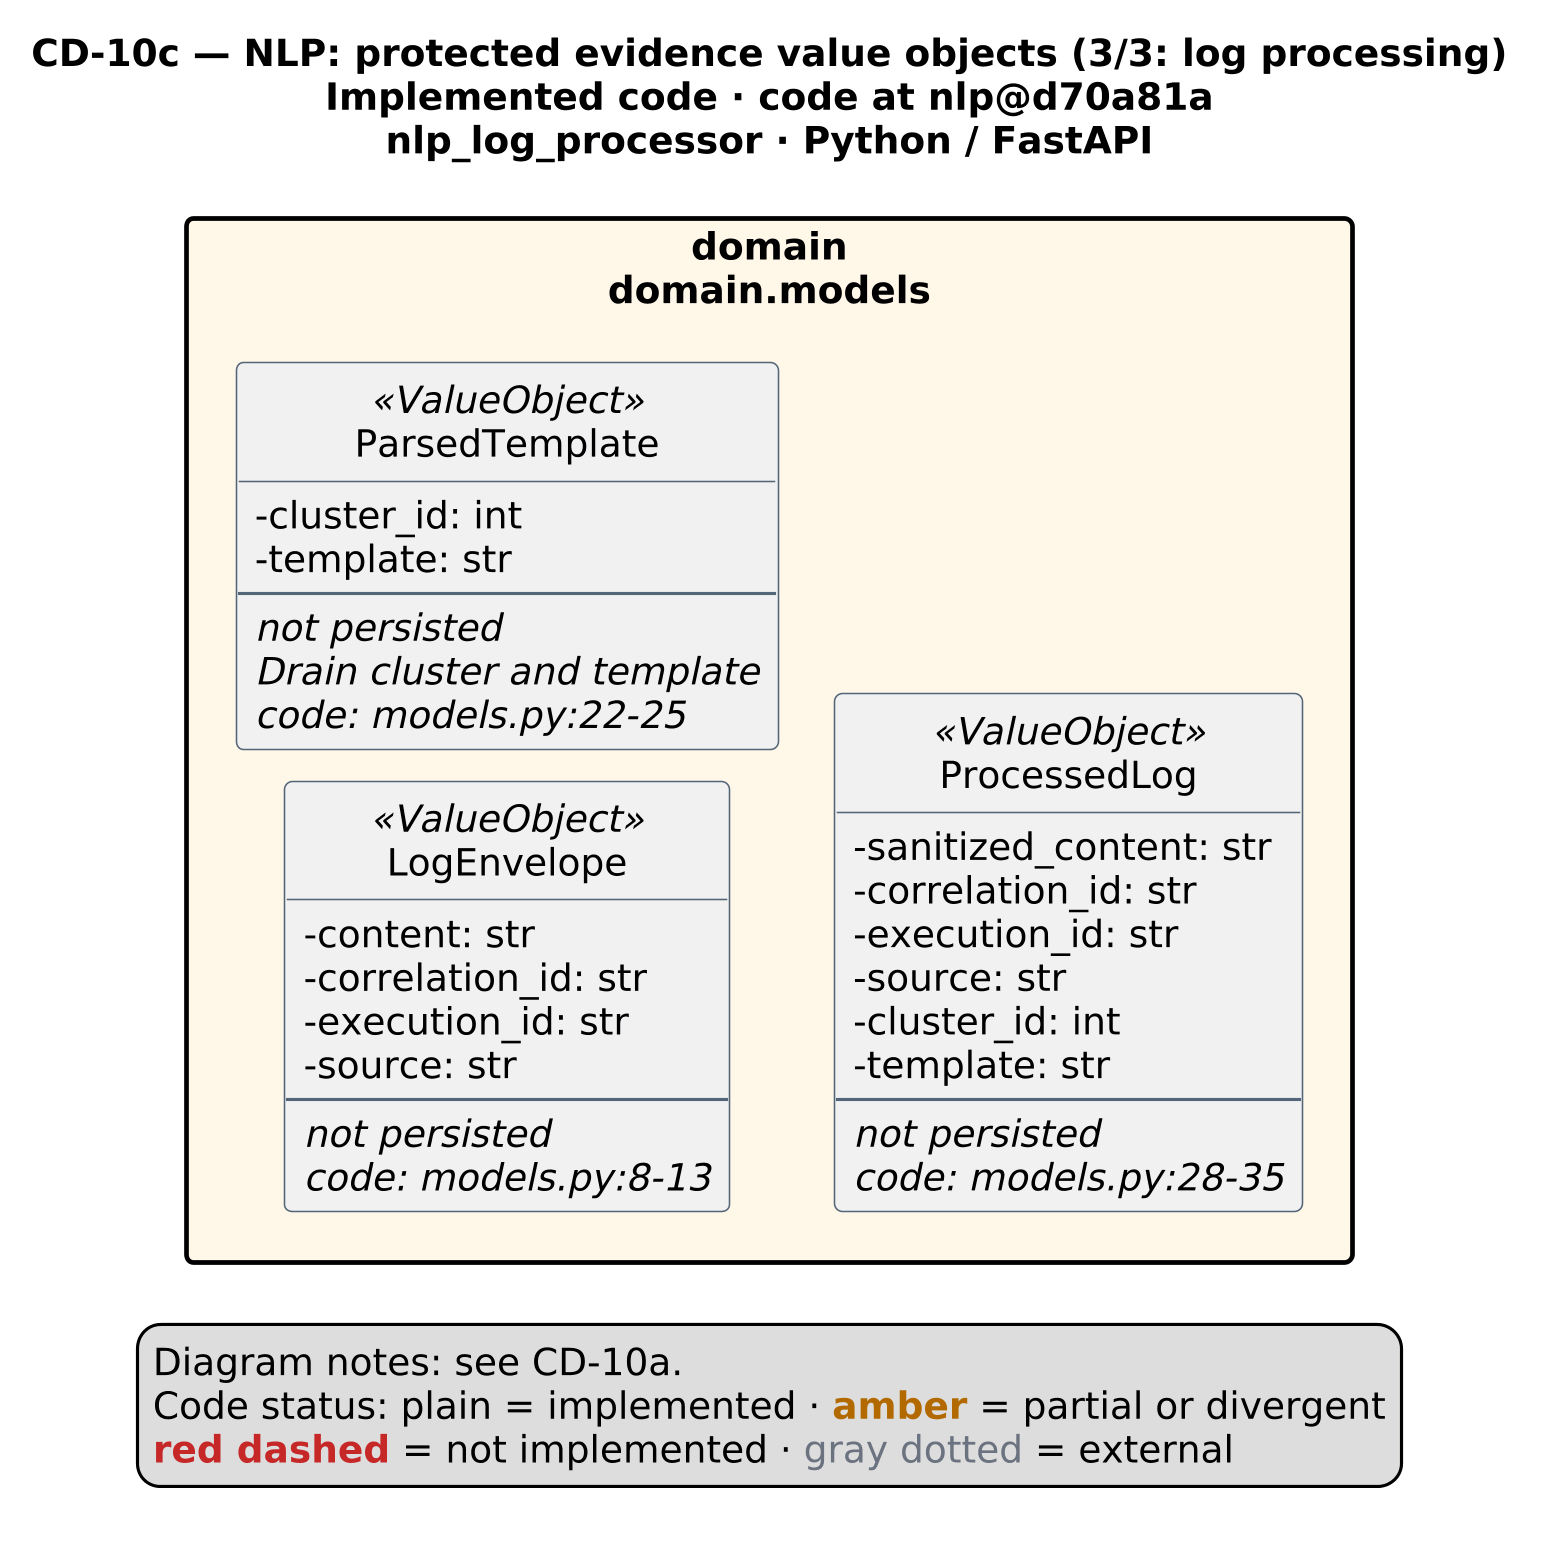 CD-10c — NLP: protected evidence value objects (3/3: log processing)
Implemented code · code at nlp@d70a81a
nlp_log_processor · Python / FastAPI
domain
domain.models
«ValueObject»
ParsedTemplate
-cluster_id: int
-template: str
not persisted
Drain cluster and template
code: models.py:22-25
«ValueObject»
LogEnvelope
-content: str
-correlation_id: str
-execution_id: str
-source: str
not persisted
code: models.py:8-13
«ValueObject»
ProcessedLog
-sanitized_content: str
-correlation_id: str
-execution_id: str
-source: str
-cluster_id: int
-template: str
not persisted
code: models.py:28-35
Diagram notes: see CD-10a.
Code status: plain = implemented · amber = partial or divergent
red dashed = not implemented · gray dotted = external